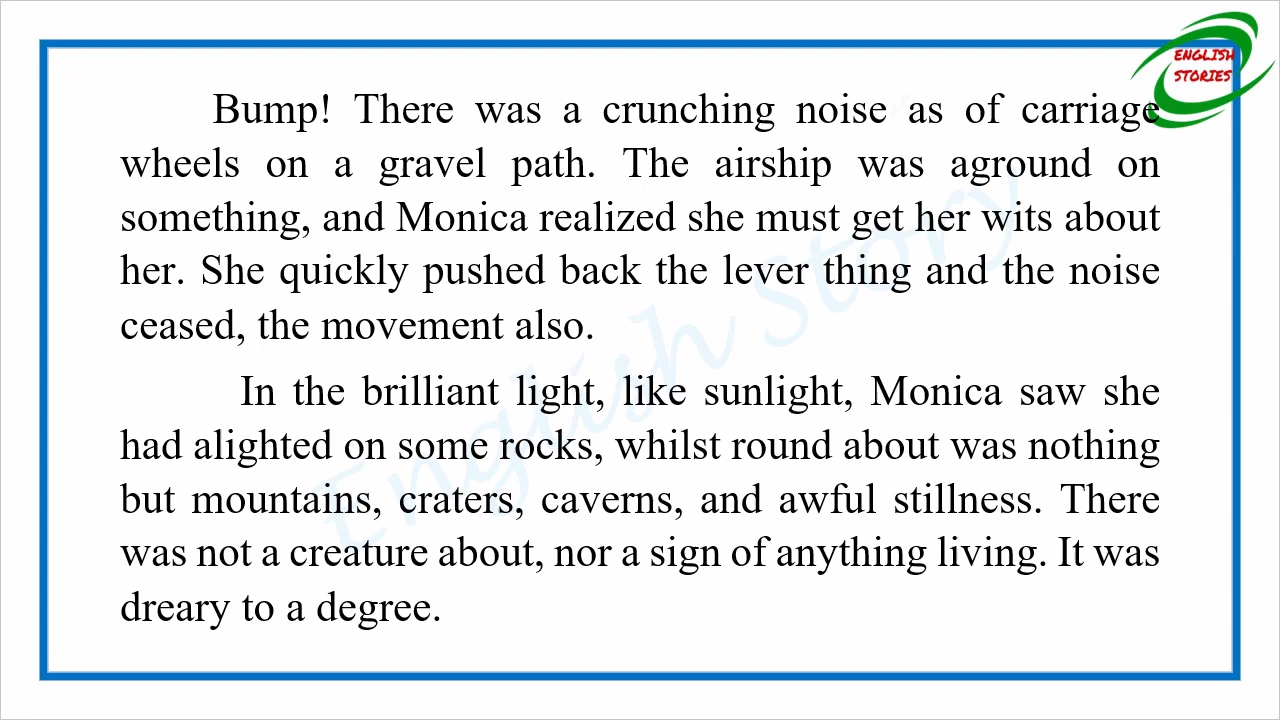 ENGLISH
STORIES
Bump! There was a crunching noise as of carriage
wheels on a gravel path. The airship was aground on
something, and Monica realized she must get her wits about
her. She quickly pushed back the lever thing and the noise
ceased, the movement also.
In the brilliant light, like sunlight, Monica saw she
had alighted on some rocks, whilst round about was nothing
but mountains, craters, caverns, and awful stillness. There
was not a creature about, nor a sign of anything living. It was
dreary to a degree.
English Story